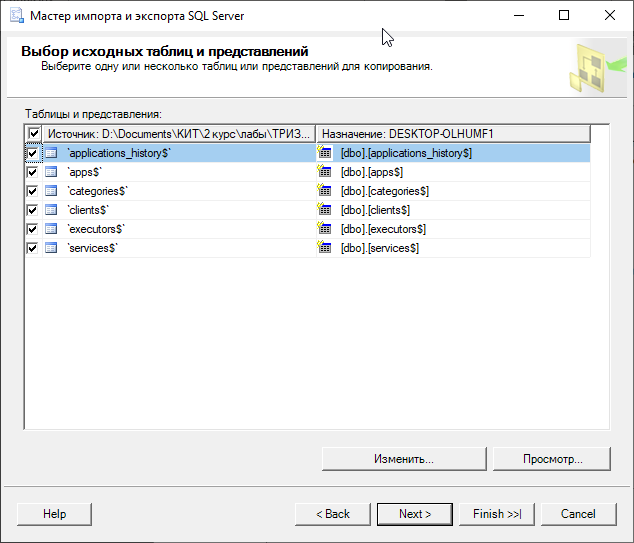 Мастер импорта и экспорта SQL Server
Выбор исходных таблиц и представлений
Выберите одну или несколько таблиц или представлений для копирования.
Таблицы и представления:
Источник: D:\Documents\КИТ\2 курс\лабы\ТРИЗ... Назначение: DESKTOP-OLHUMF1
`applications_history$` [dbo].[applications_history$]
`apps$` [dbo].[apps$]
`categories$` [dbo].[categories$]
`clients$` [dbo].[clients$]
`executors$` [dbo].[executors$]
`services$` [dbo].[services$]
Изменить... Просмотр...
Help < Back Next > Finish >>| Cancel